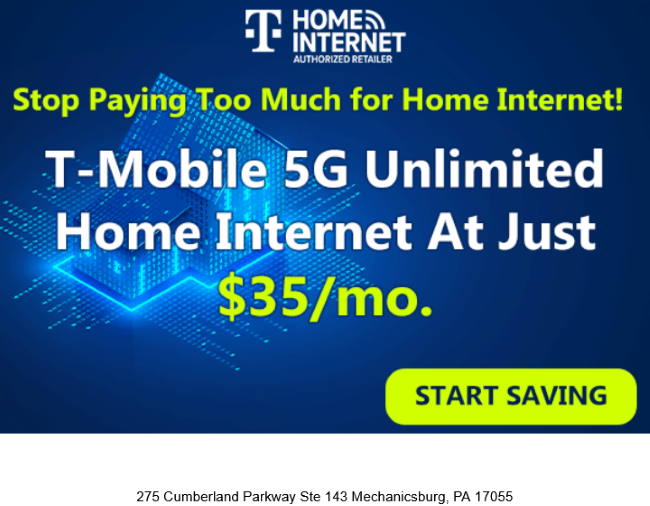 T HOME INTERNET
AUTHORIZED RETAILER
Stop Paying Too Much for Home Internet!
T-Mobile 5G Unlimited
Home Internet At Just
$35/mo.
START SAVING
275 Cumberland Parkway Ste 143 Mechanicsburg, PA 17055